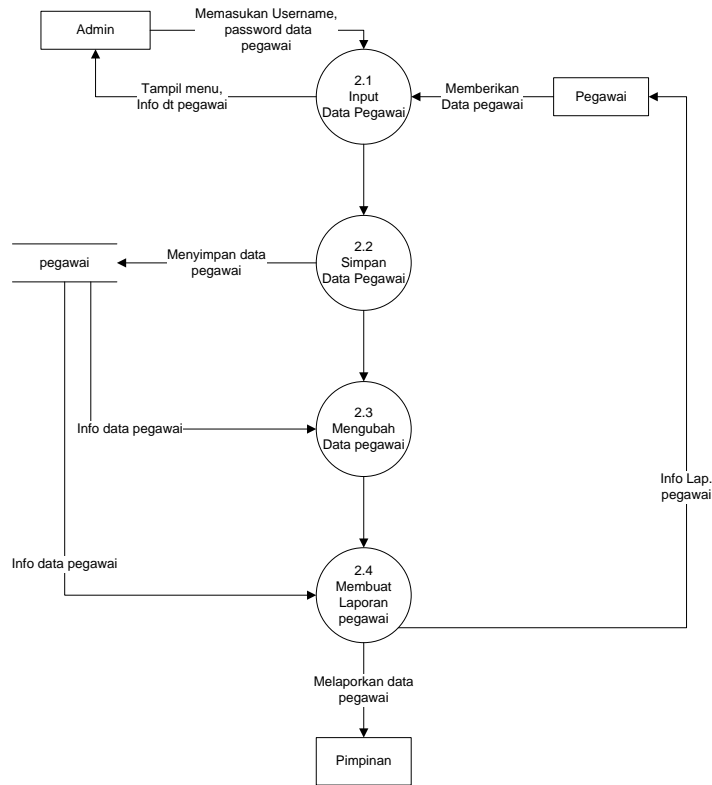 Admin
Memasukan Username,
password data
pegawai
Tampil menu,
Info dt pegawai
2.1
Input
Data Pegawai
Memberikan
Data pegawai
Pegawai
pegawai
Menyimpan data
pegawai
2.2
Simpan
Data Pegawai
Info data pegawai
2.3
Mengubah
Data pegawai
Info Lap.
pegawai
Info data pegawai
2.4
Membuat
Laporan
pegawai
Melaporkan data
pegawai
Pimpinan